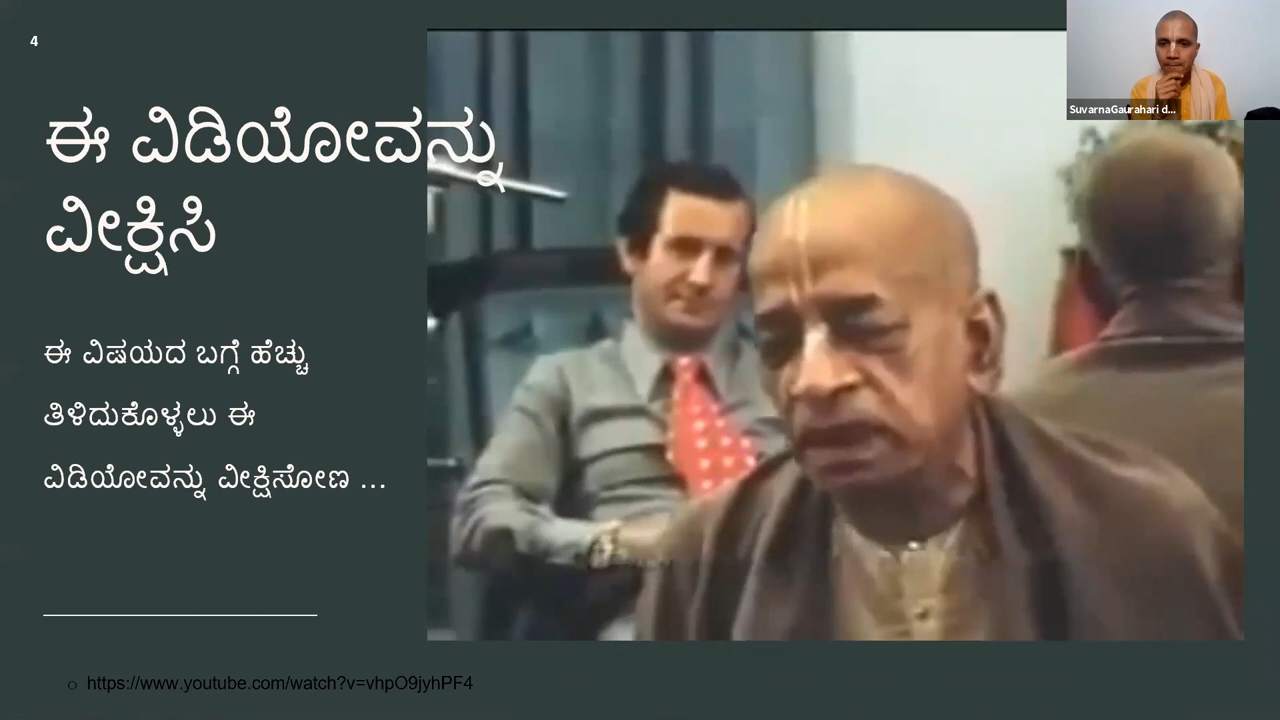 4
SuvarnaGaurahari d...
ಈ ವಿಡಿಯೋವನ್ನು
ವೀಕ್ಷಿಸಿ
ಈ ವಿಷಯದ ಬಗ್ಗೆ ಹೆಚ್ಚು
ತಿಳಿದುಕೊಳ್ಳಲು ಈ
ವಿಡಿಯೋವನ್ನು ವೀಕ್ಷಿಸೋಣ ...
https://www.youtube.com/watch?v=vhpO9jyhPF4